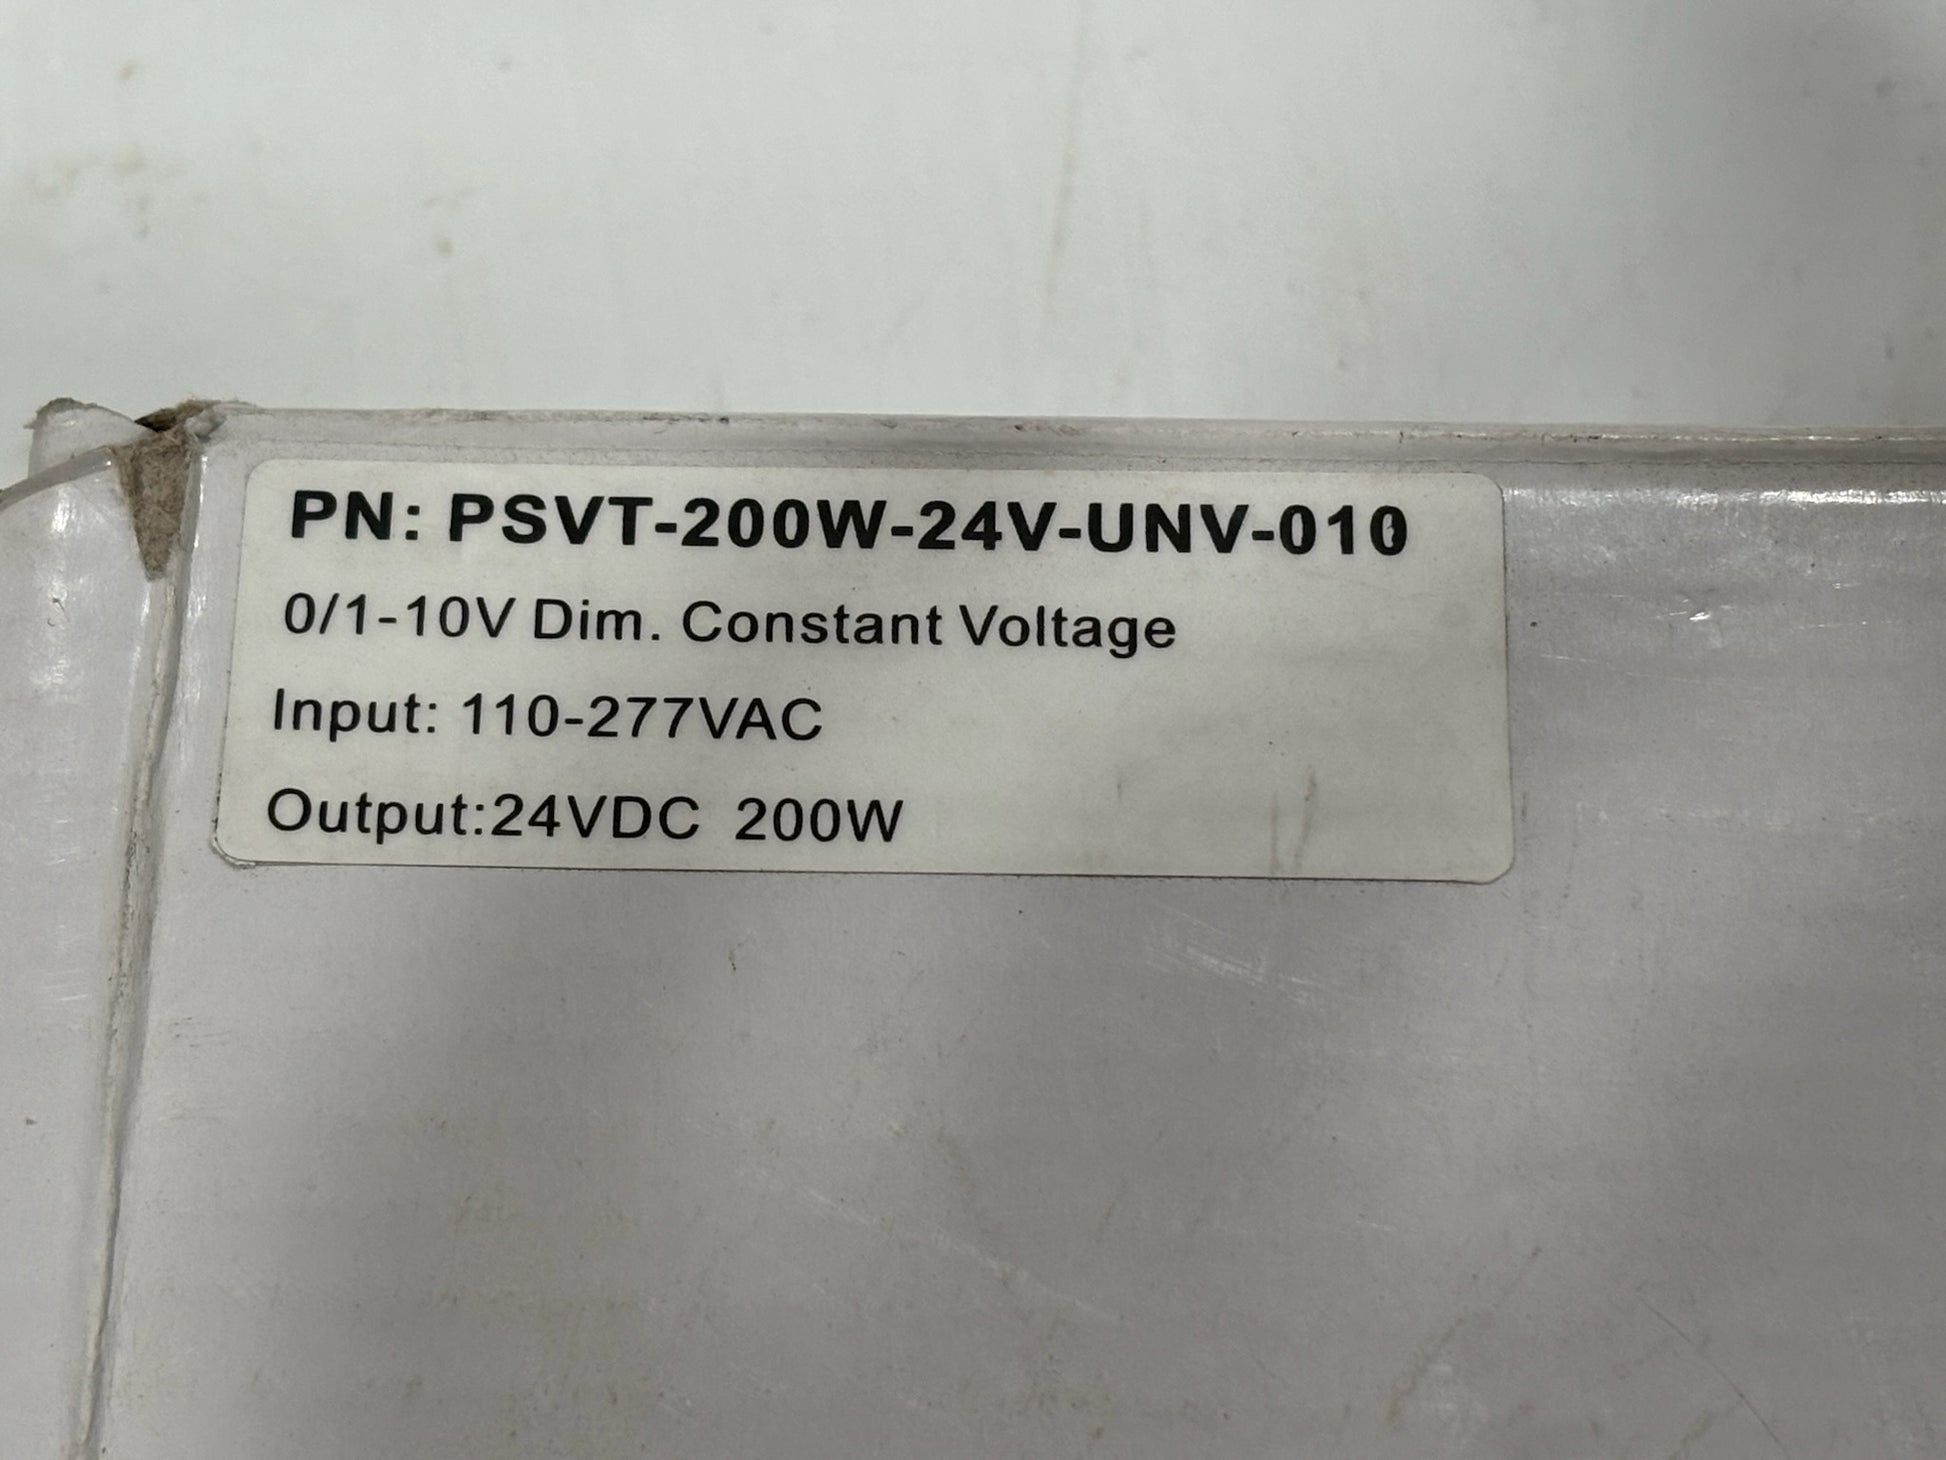 PN: PSVT-200W-24V-UNV-010
0/1-10V Dim. Constant Voltage
Input: 110-277VAC
Output:24VDC 200W